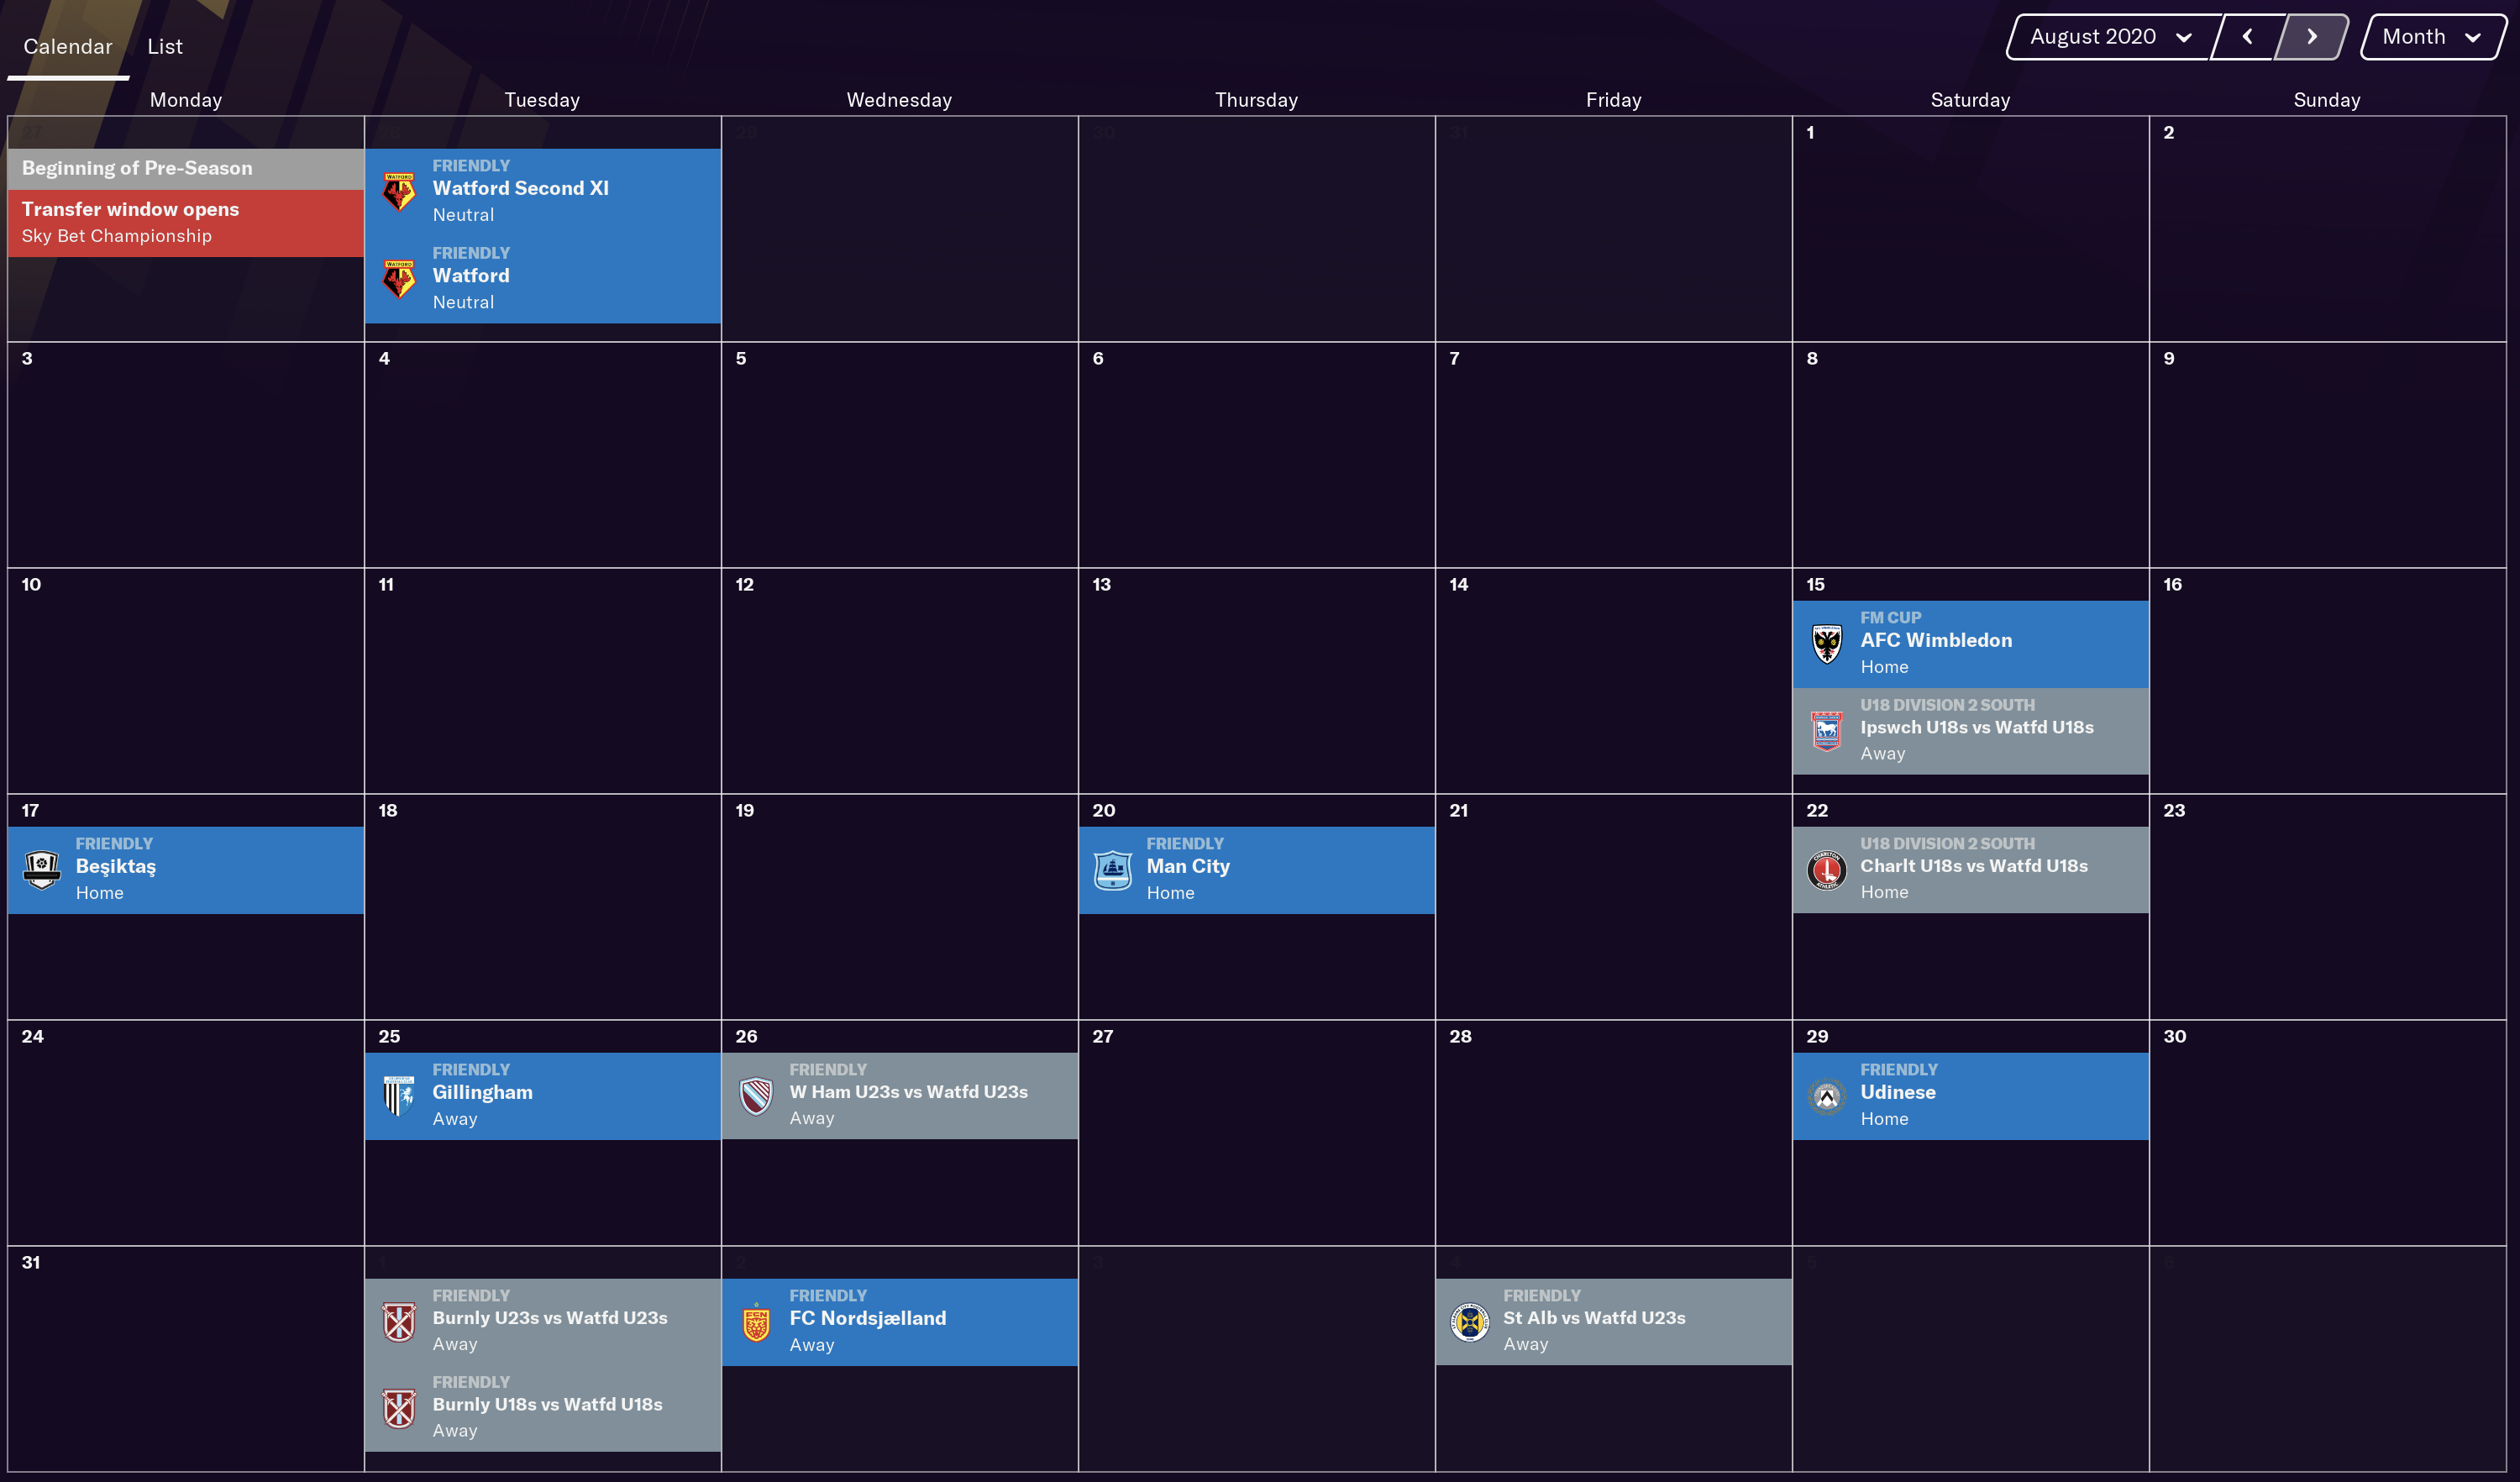 Calendar
List
August 2020
Month
Monday
Tuesday
Wednesday
Thursday
Friday
Saturday
Sunday
27
Beginning of Pre-Season
Transfer window opens
Sky Bet Championship
28
FRIENDLY
Watford Second XI
Neutral
FRIENDLY
Watford
Neutral
29
30
31
1
2
3
4
5
6
7
8
9
10
11
12
13
14
15
FM CUP
AFC Wimbledon
Home
U18 DIVISION 2 SOUTH
Ipswch U18s vs Watfd U18s
Away
16
17
FRIENDLY
Beşiktaş
Home
18
19
20
FRIENDLY
Man City
Home
21
22
U18 DIVISION 2 SOUTH
Charlt U18s vs Watfd U18s
Home
23
24
25
FRIENDLY
Gillingham
Away
26
FRIENDLY
W Ham U23s vs Watfd U23s
Away
27
28
29
FRIENDLY
Udinese
Home
30
31
1
FRIENDLY
Burnly U23s vs Watfd U23s
Away
FRIENDLY
Burnly U18s vs Watfd U18s
Away
2
FRIENDLY
FC Nordsjælland
Away
3
4
FRIENDLY
St Alb vs Watfd U23s
Away
5
6